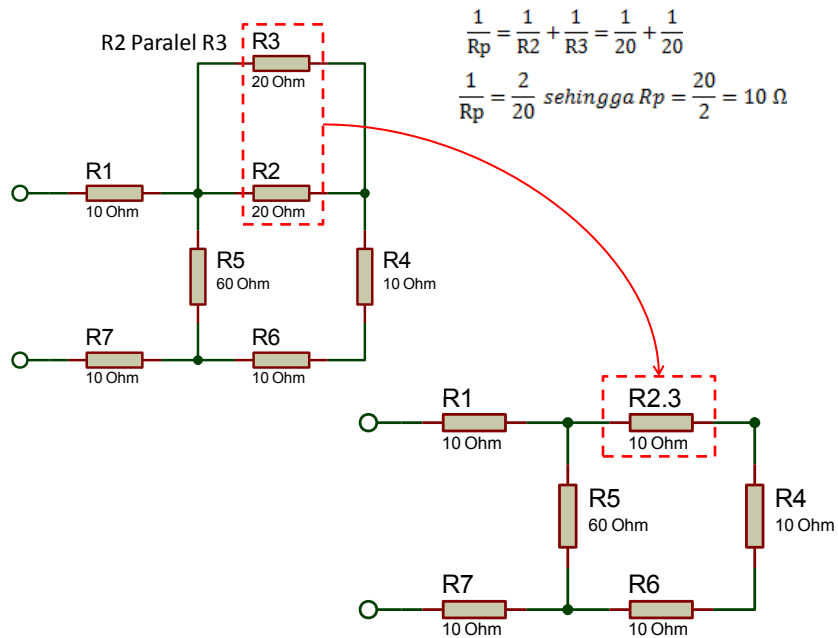 R2 Paralel R3
1/Rp = 1/R2 + 1/R3 = 1/20 + 1/20
1/Rp = 2/20 sehingga Rp = 20/2 = 10 Ω
R3
20 Ohm
R1
10 Ohm
R2
20 Ohm
R5
60 Ohm
R4
10 Ohm
R7
10 Ohm
R6
10 Ohm
R1
10 Ohm
R2.3
10 Ohm
R5
60 Ohm
R4
10 Ohm
R7
10 Ohm
R6
10 Ohm